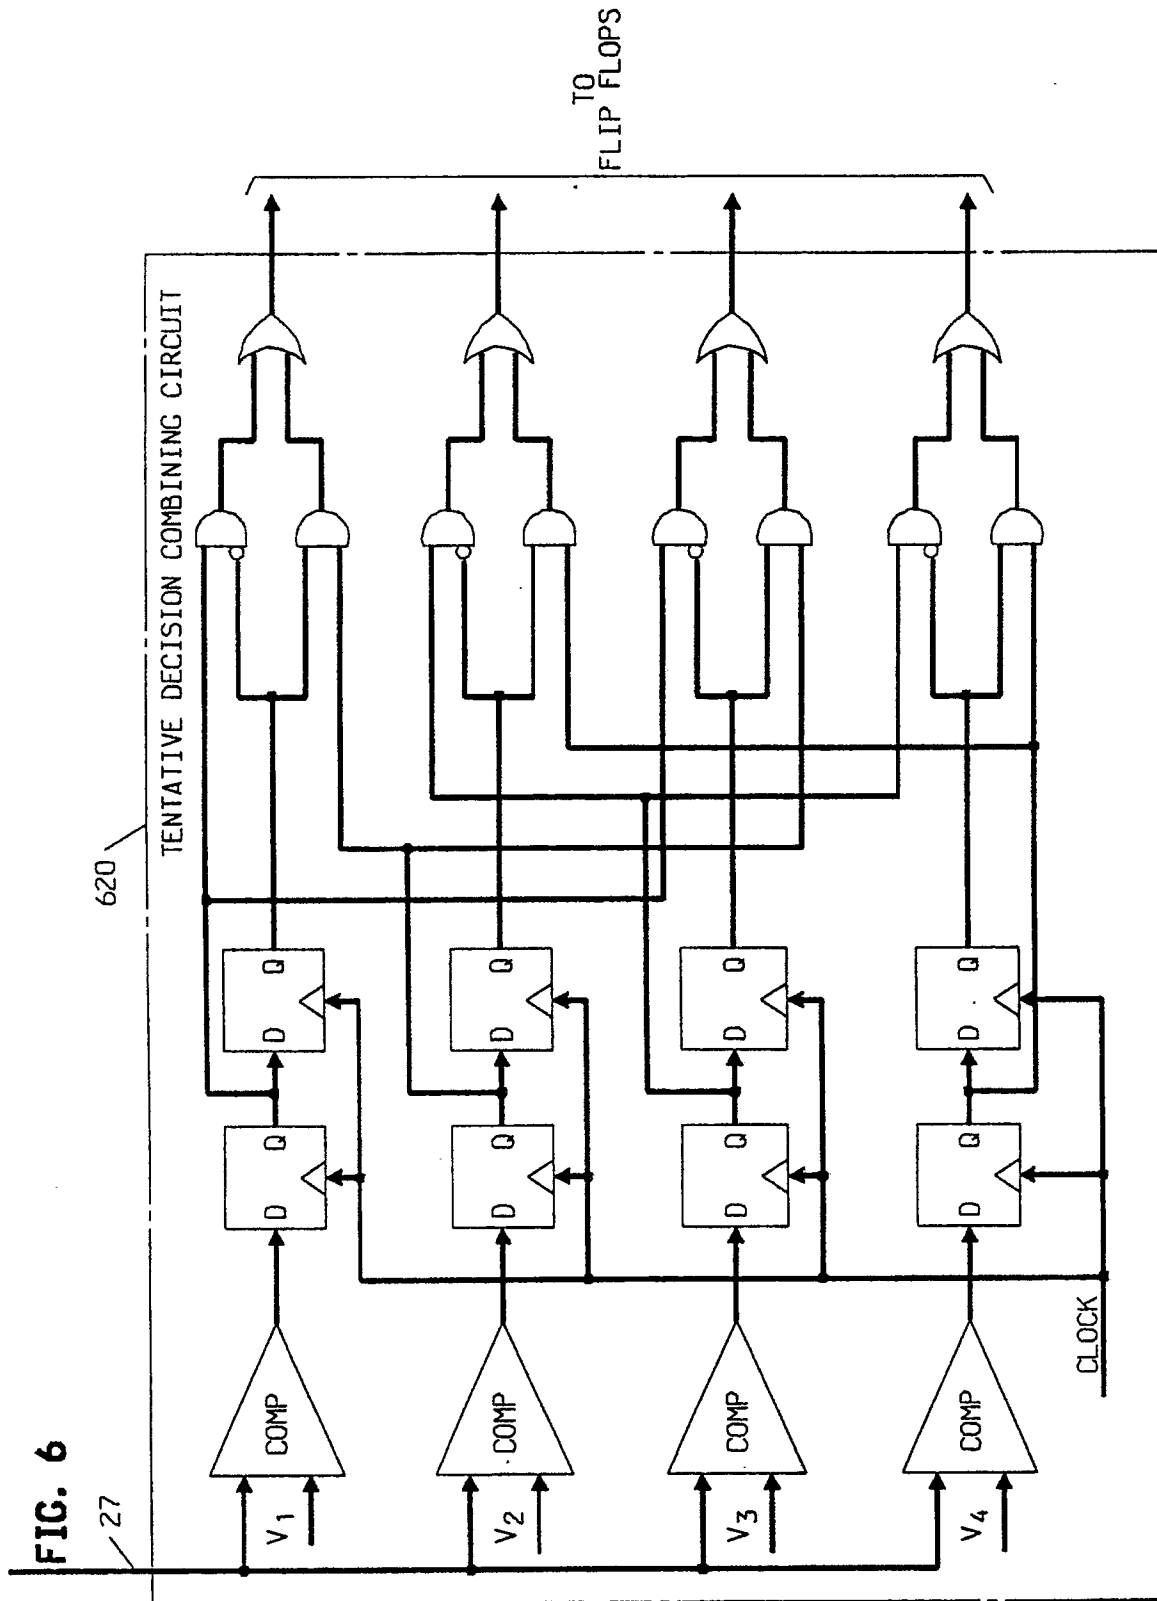 FIG. 6
27
620
TENTATIVE DECISION COMBINING CIRCUIT
V1
COMP
D
Q
D
Q
V2
COMP
D
Q
D
Q
V3
COMP
D
Q
D
Q
V4
COMP
D
Q
D
Q
CLOCK
TO
FLIP FLOPS